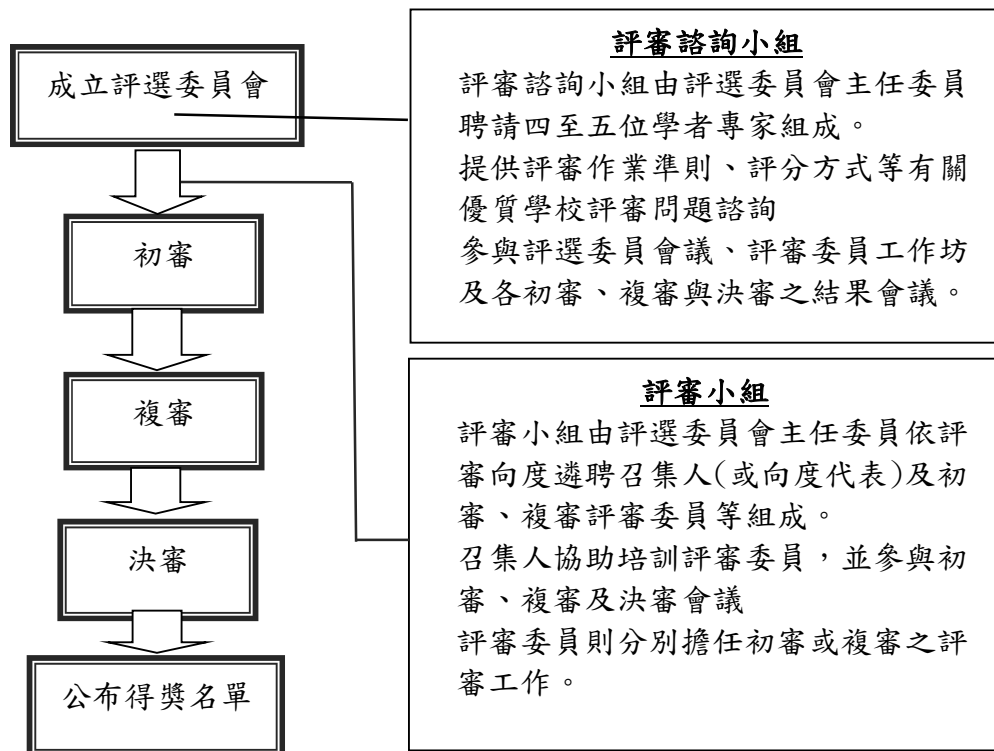 成立評選委員會
初審
複審
決審
公布得獎名單
評審諮詢小組
評審諮詢小組由評選委員會主任委員
聘請四至五位學者專家組成。
提供評審作業準則、評分方式等有關
優質學校評審問題諮詢
參與評選委員會議、評審委員工作坊
及各初審、複審與決審之結果會議。
評審小組
評審小組由評選委員會主任委員依評
審向度遴聘召集人(或向度代表)及初
審、複審評審委員等組成。
召集人協助培訓評審委員，並參與初
審、複審及決審會議
評審委員則分別擔任初審或複審之評
審工作。